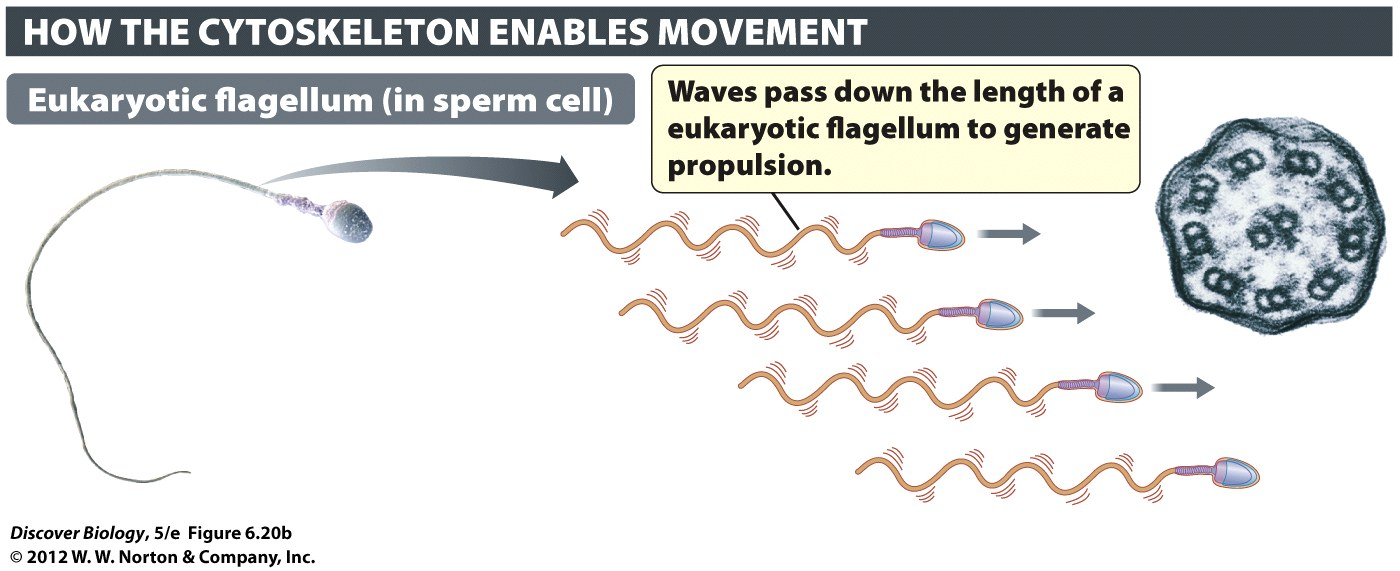 HOW THE CYTOSKELETON ENABLES MOVEMENT
Eukaryotic flagellum (in sperm cell)
Waves pass down the length of a
eukaryotic flagellum to generate
propulsion.
Discover Biology, 5/e Figure 6.20b
© 2012 W. W. Norton & Company, Inc.